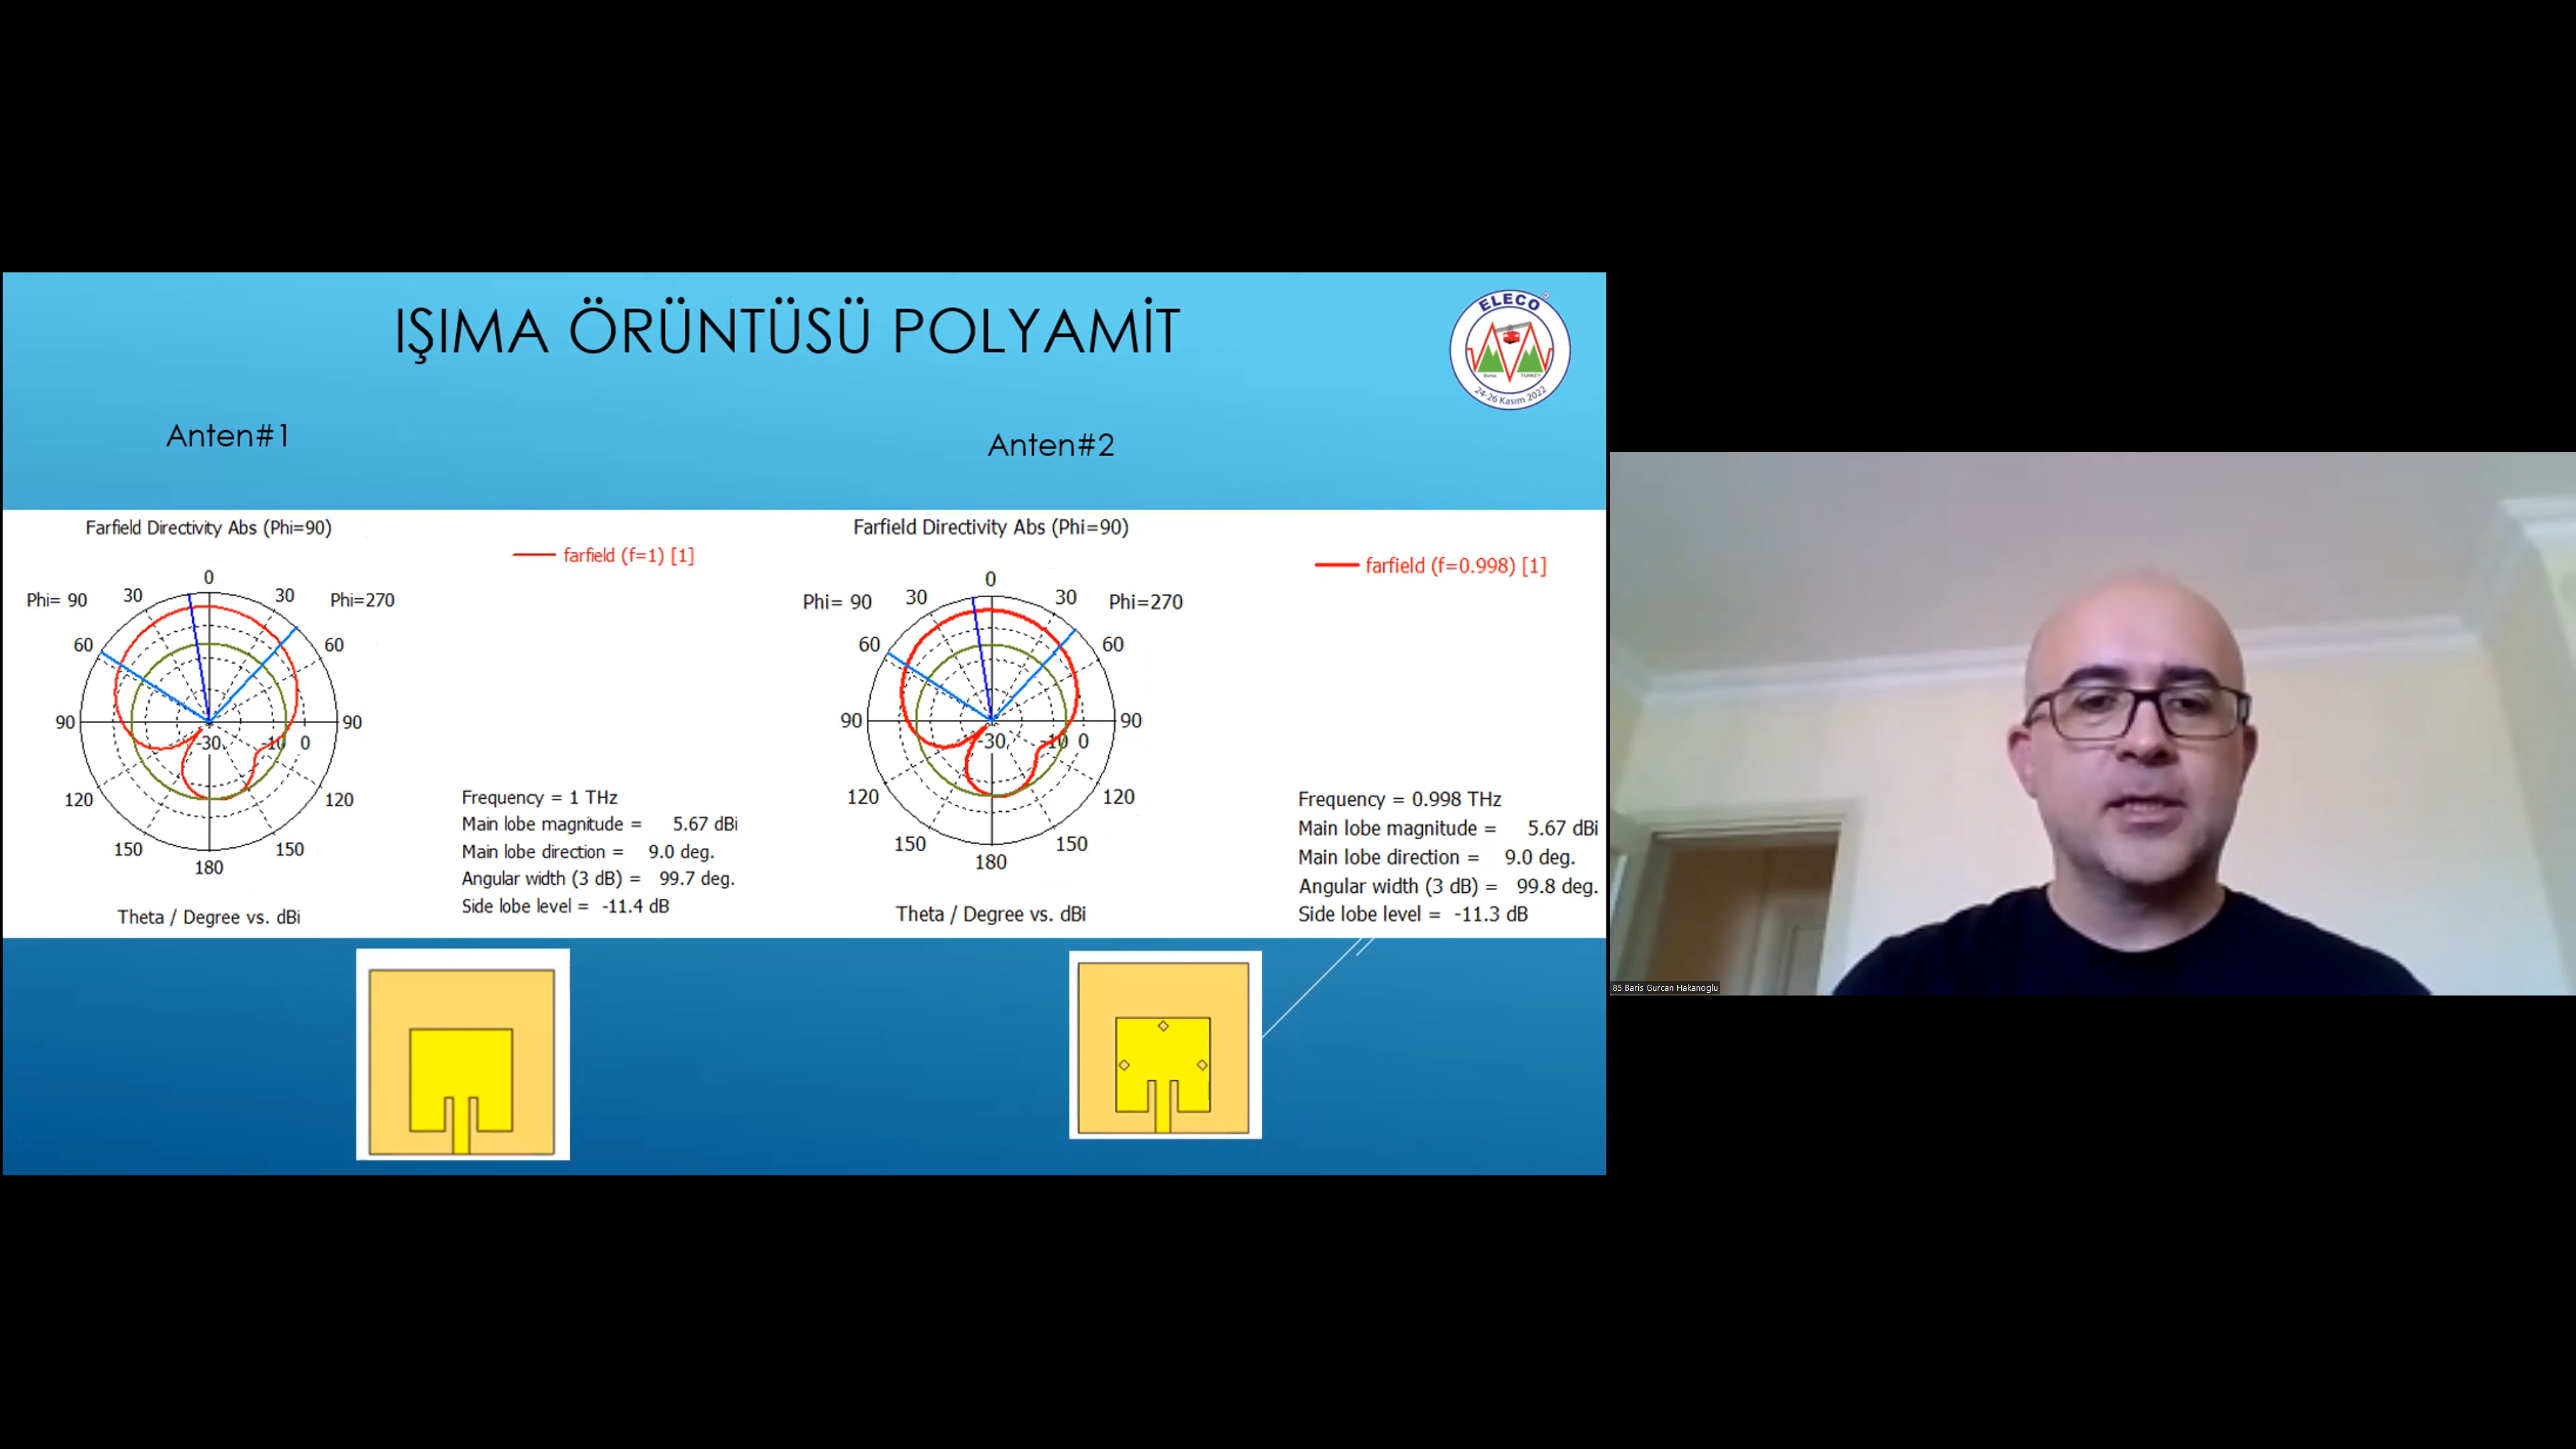 IŞIMA ÖRÜNTÜSÜ POLYAMİT
ELECO
Bursa TURKEY
24-26 Kasım 2022
Anten#1
Anten#2
Farfield Directivity Abs (Phi=90)
farfield (f=1) [1]
0
Phi= 90 30 30 Phi=270
60 60
90 -30 -10 0 90
120 120
150 150
180
Theta / Degree vs. dBi
Frequency = 1 THz
Main lobe magnitude = 5.67 dBi
Main lobe direction = 9.0 deg.
Angular width (3 dB) = 99.7 deg.
Side lobe level = -11.4 dB
Farfield Directivity Abs (Phi=90)
farfield (f=0.998) [1]
0
Phi= 90 30 30 Phi=270
60 60
90 -30 -10 0 90
120 120
150 150
180
Theta / Degree vs. dBi
Frequency = 0.998 THz
Main lobe magnitude = 5.67 dBi
Main lobe direction = 9.0 deg.
Angular width (3 dB) = 99.8 deg.
Side lobe level = -11.3 dB
85 Baris Gurcan Hakanoglu